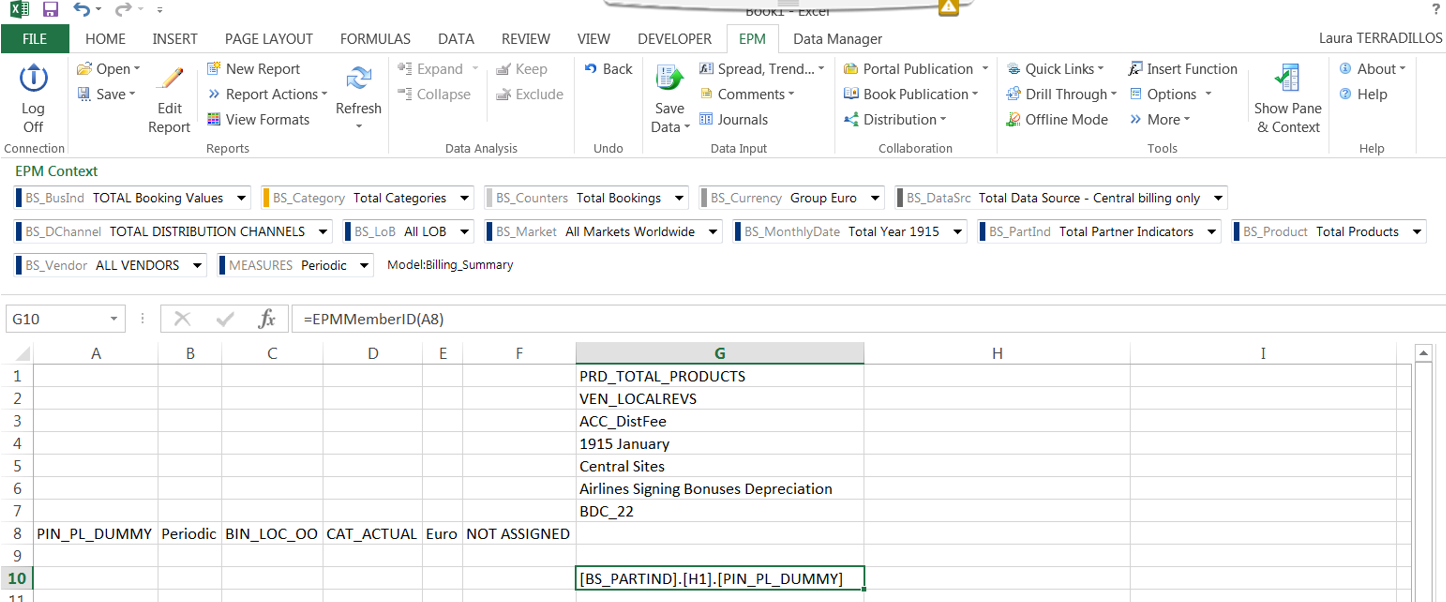 Book1 - Excel
?
FILE HOME INSERT PAGE LAYOUT FORMULAS DATA REVIEW VIEW DEVELOPER EPM Data Manager Laura TERRADILLOS
Open New Report Expand Keep Back Spread, Trend... Portal Publication Quick Links Insert Function About
Save Report Actions Collapse Exclude Comments Book Publication Drill Through Options Help
Log Off Edit Report View Formats Refresh Save Data Journals Distribution Offline Mode More Show Pane & Context
Connection Reports Data Analysis Undo Data Input Collaboration Tools Help
EPM Context
BS_BusInd TOTAL Booking Values BS_Category Total Categories BS_Counters Total Bookings BS_Currency Group Euro BS_DataSrc Total Data Source - Central billing only
BS_DChannel TOTAL DISTRIBUTION CHANNELS BS_LoB All LOB BS_Market All Markets Worldwide BS_MonthlyDate Total Year 1915 BS_PartInd Total Partner Indicators BS_Product Total Products
BS_Vendor ALL VENDORS MEASURES Periodic Model:Billing_Summary
G10 fx =EPMMemberID(A8)
A B C D E F G H I
1 PRD_TOTAL_PRODUCTS
2 VEN_LOCALREVS
3 ACC_DistFee
4 1915 January
5 Central Sites
6 Airlines Signing Bonuses Depreciation
7 BDC_22
8 PIN_PL_DUMMY Periodic BIN_LOC_OO CAT_ACTUAL Euro NOT ASSIGNED
9
10 [BS_PARTIND].[H1].[PIN_PL_DUMMY]
11